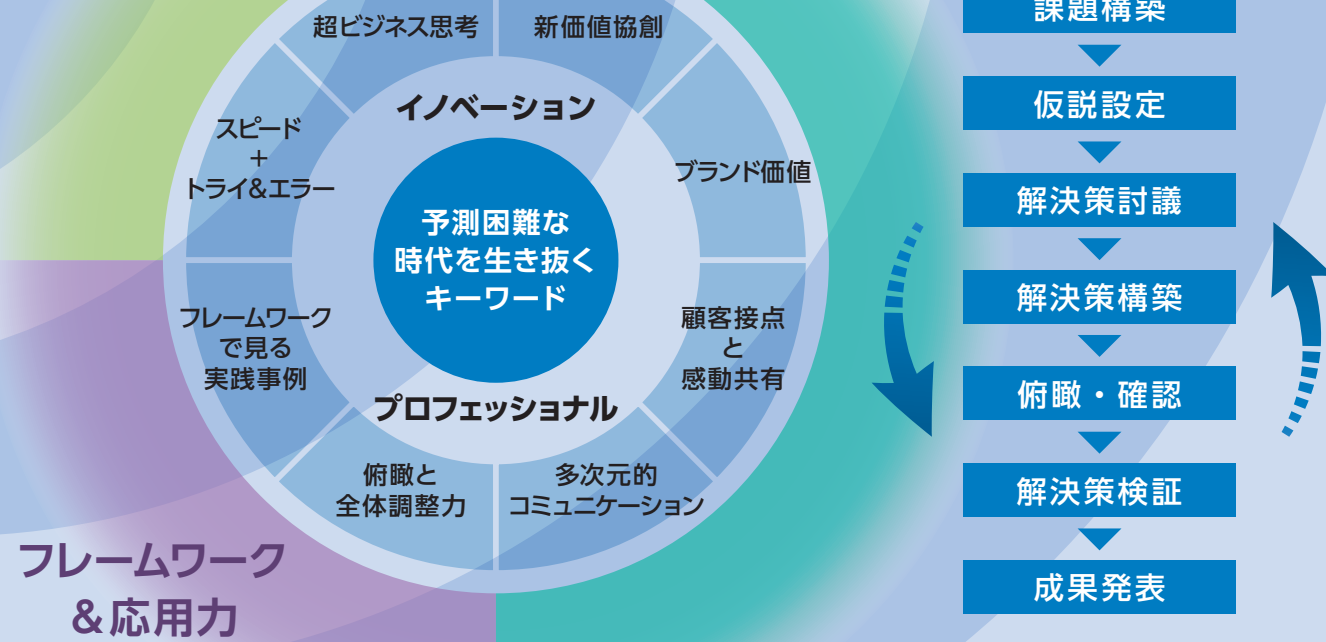 超ビジネス思考
新価値協創
イノベーション
スピード
+
トライ&エラー
ブランド価値
予測困難な
時代を生き抜く
キーワード
フレームワーク
で見る
実践事例
顧客接点
と
感動共有
プロフェッショナル
俯瞰と
全体調整力
多次元的
コミュニケーション
フレームワーク
&応用力
課題構築
仮説設定
解決策討議
解決策構築
俯瞰・確認
解決策検証
成果発表